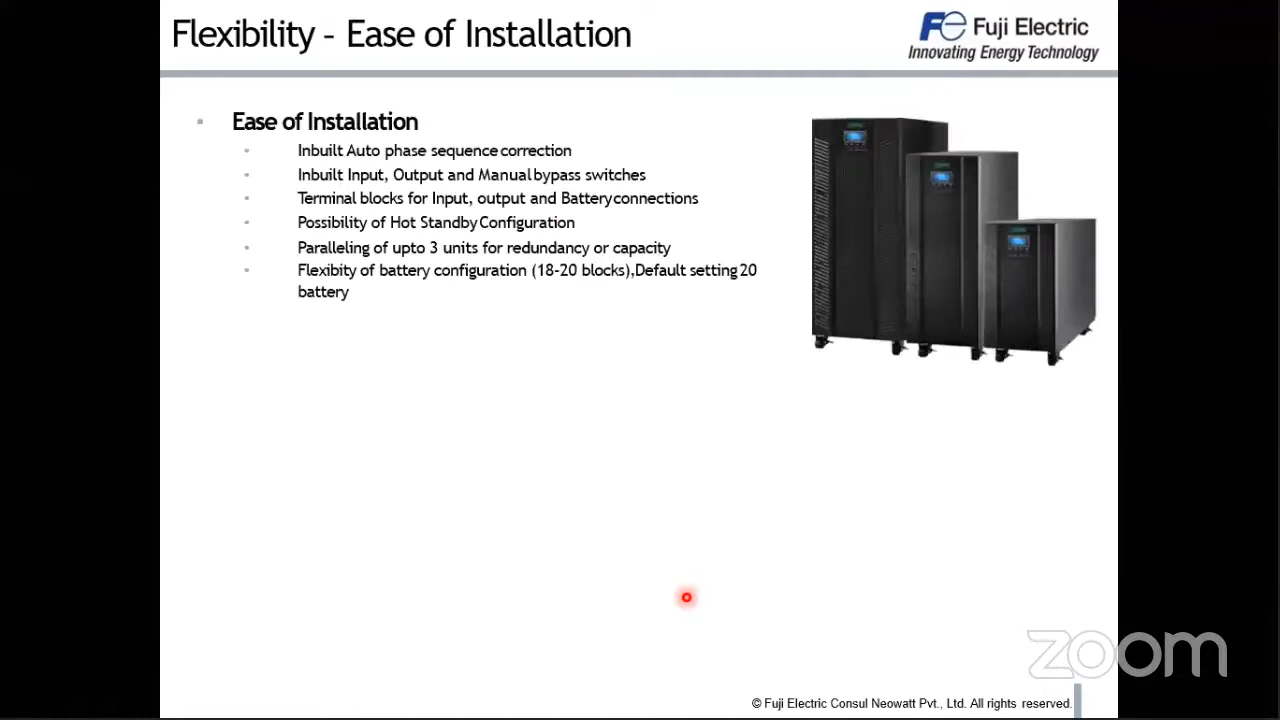 Flexibility - Ease of Installation
Fuji Electric
Innovating Energy Technology
Ease of Installation
Inbuilt Auto phase sequence correction
Inbuilt Input, Output and Manual bypass switches
Terminal blocks for Input, output and Battery connections
Possibility of Hot Standby Configuration
Paralleling of upto 3 units for redundancy or capacity
Flexibity of battery configuration (18-20 blocks),Default setting 20
battery
zoom
© Fuji Electric Consul Neowatt Pvt., Ltd. All rights reserved.